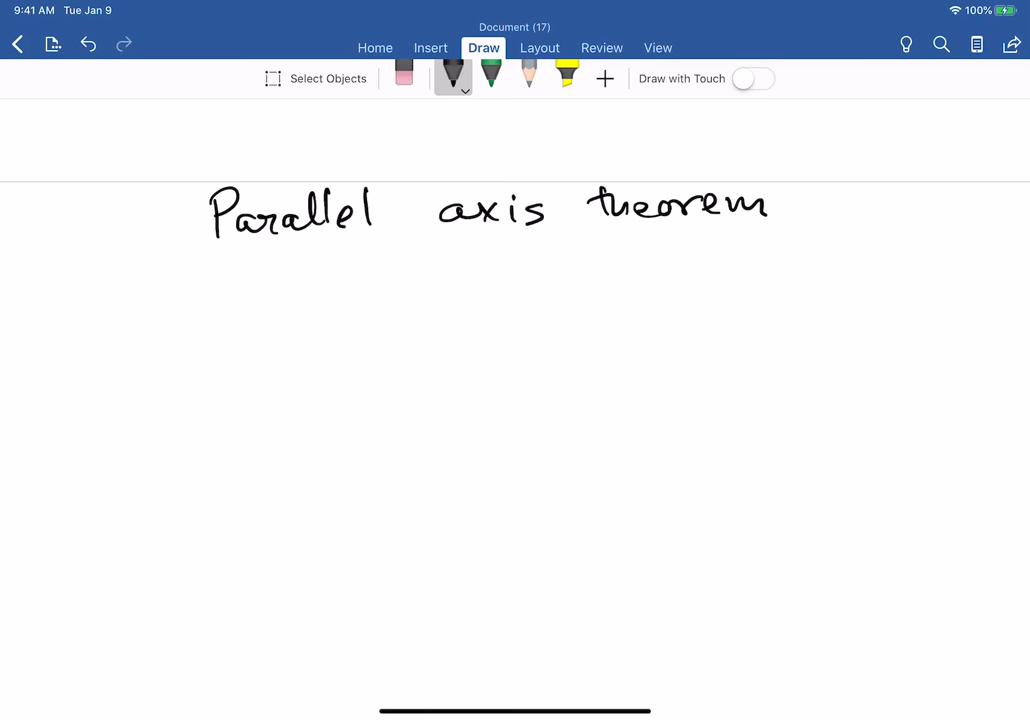 9:41 AM Tue Jan 9 100%
Document (17)
Home Insert Draw Layout Review View
Select Objects Draw with Touch
Parallel axis theorem